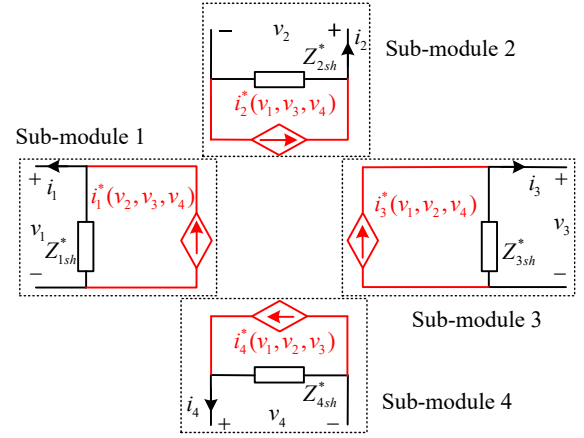 − v₂ +
i₂
Z*₂sh
i*₂(v₁, v₃, v₄)
Sub-module 2
Sub-module 1
+
i₁
i*₁(v₂, v₃, v₄)
v₁
Z*₁sh
−
i₃
+
i*₃(v₁, v₂, v₄)
v₃
Z*₃sh
−
Sub-module 3
i*₄(v₁, v₂, v₃)
Z*₄sh
i₄
+ v₄ −
Sub-module 4